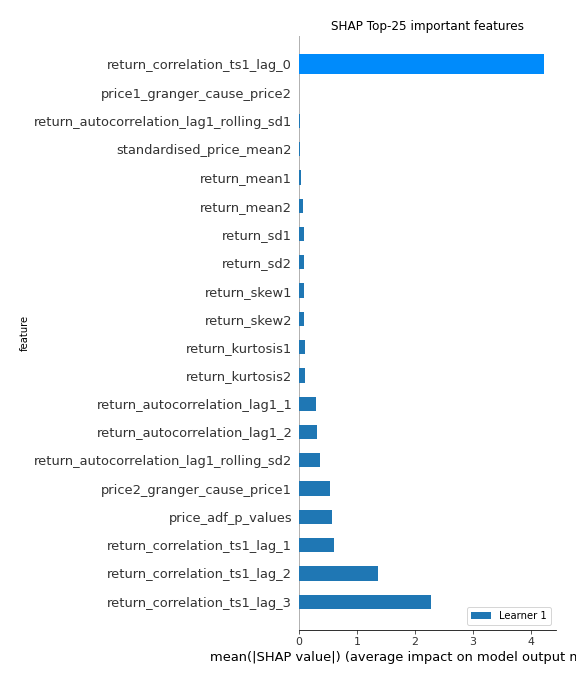 SHAP Top-25 important features
return_correlation_ts1_lag_0
price1_granger_cause_price2
return_autocorrelation_lag1_rolling_sd1
standardised_price_mean2
return_mean1
return_mean2
return_sd1
return_sd2
return_skew1
return_skew2
return_kurtosis1
return_kurtosis2
return_autocorrelation_lag1_1
return_autocorrelation_lag1_2
return_autocorrelation_lag1_rolling_sd2
price2_granger_cause_price1
price_adf_p_values
return_correlation_ts1_lag_1
return_correlation_ts1_lag_2
return_correlation_ts1_lag_3
feature
Learner 1
0 1 2 3 4
mean(|SHAP value|) (average impact on model output